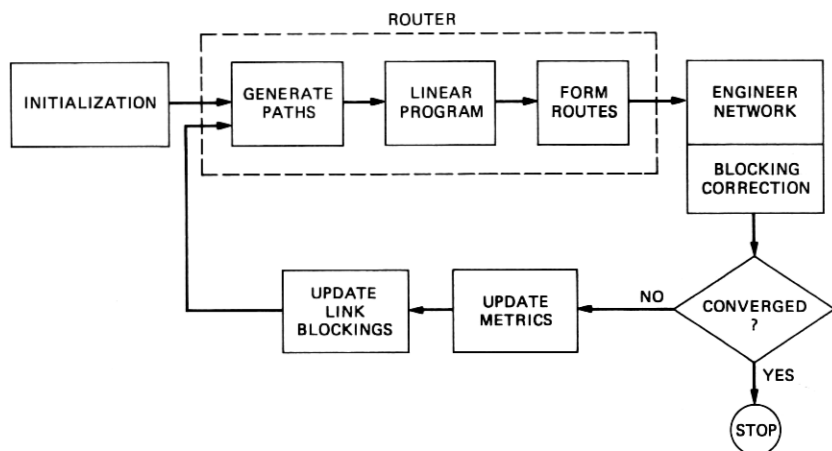 ROUTER
INITIALIZATION
GENERATE
PATHS
LINEAR
PROGRAM
FORM
ROUTES
ENGINEER
NETWORK
BLOCKING
CORRECTION
CONVERGED
?
NO
UPDATE
METRICS
UPDATE
LINK
BLOCKINGS
YES
STOP